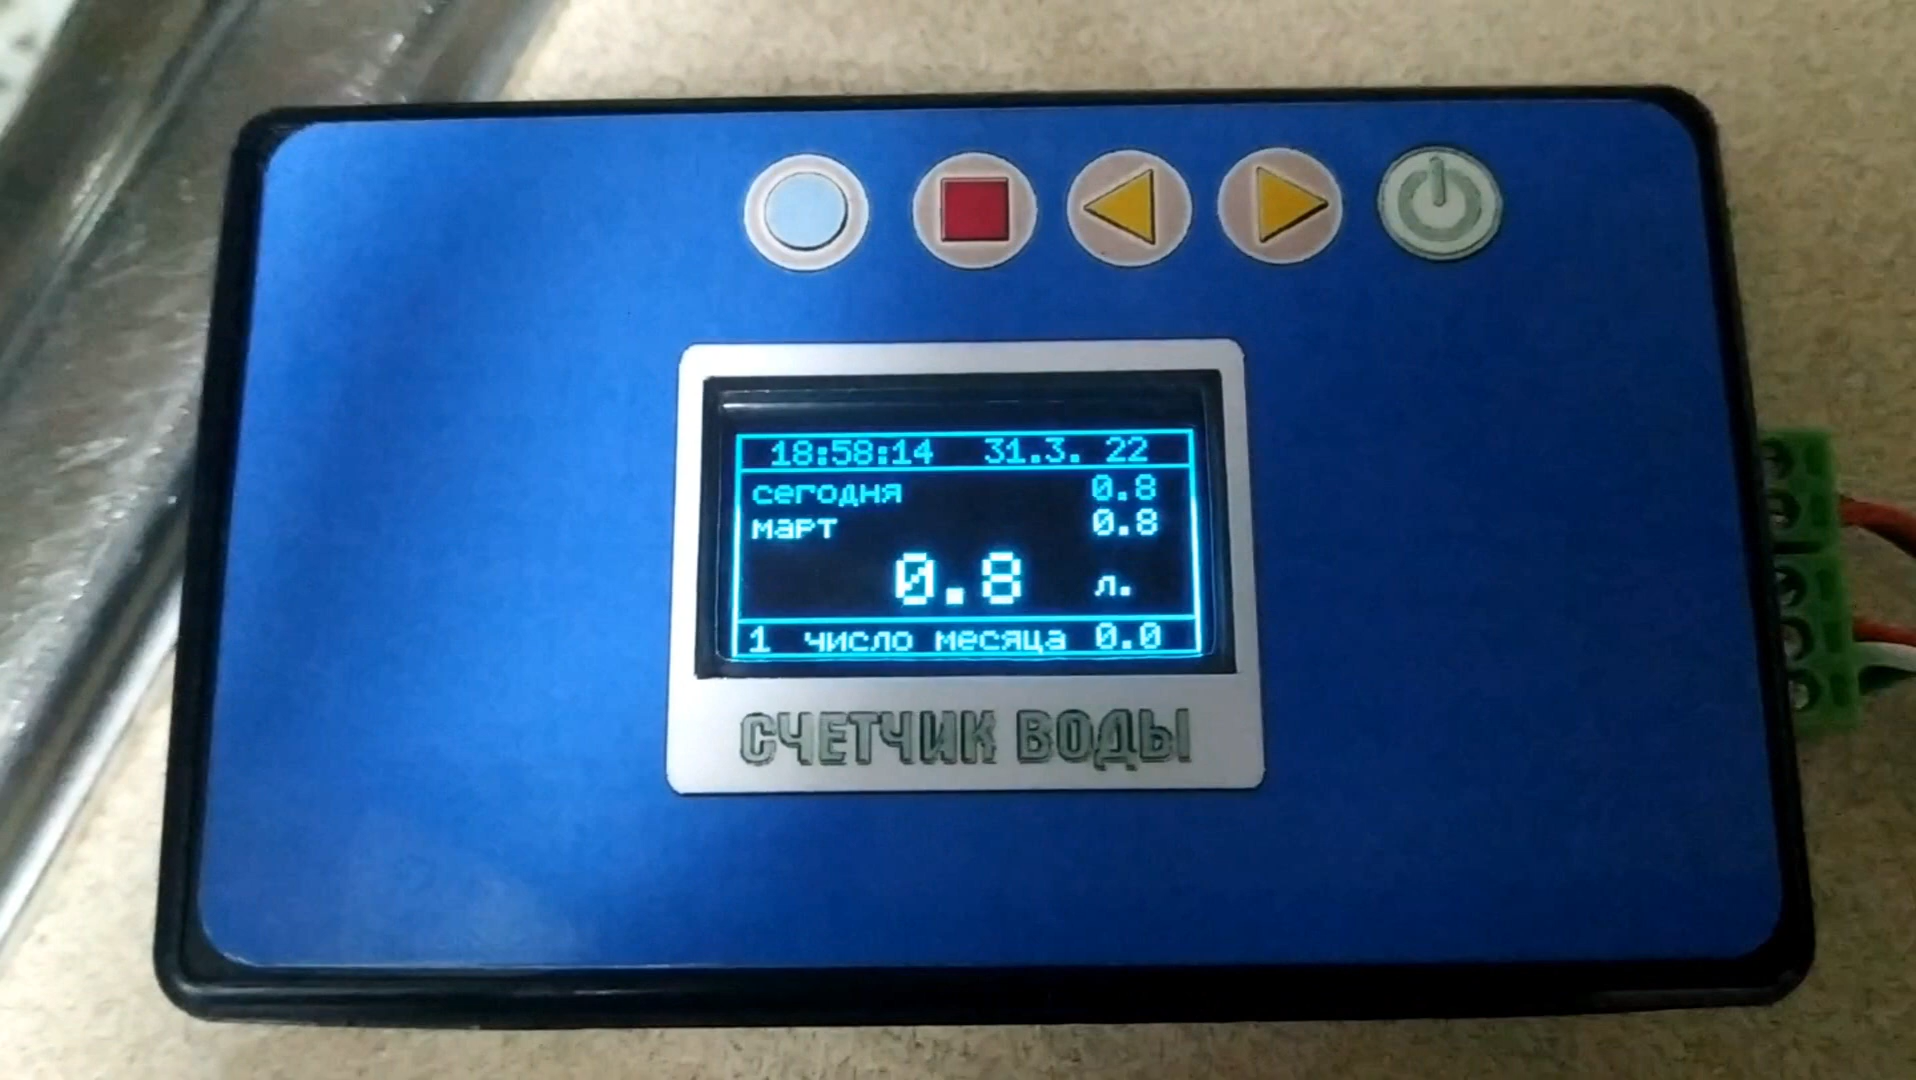 18:58:14 31.3. 22
сегодня 0.8
март 0.8
0.8 л.
1 число месяца 0.0
СЧЕТЧИК ВОДЫ